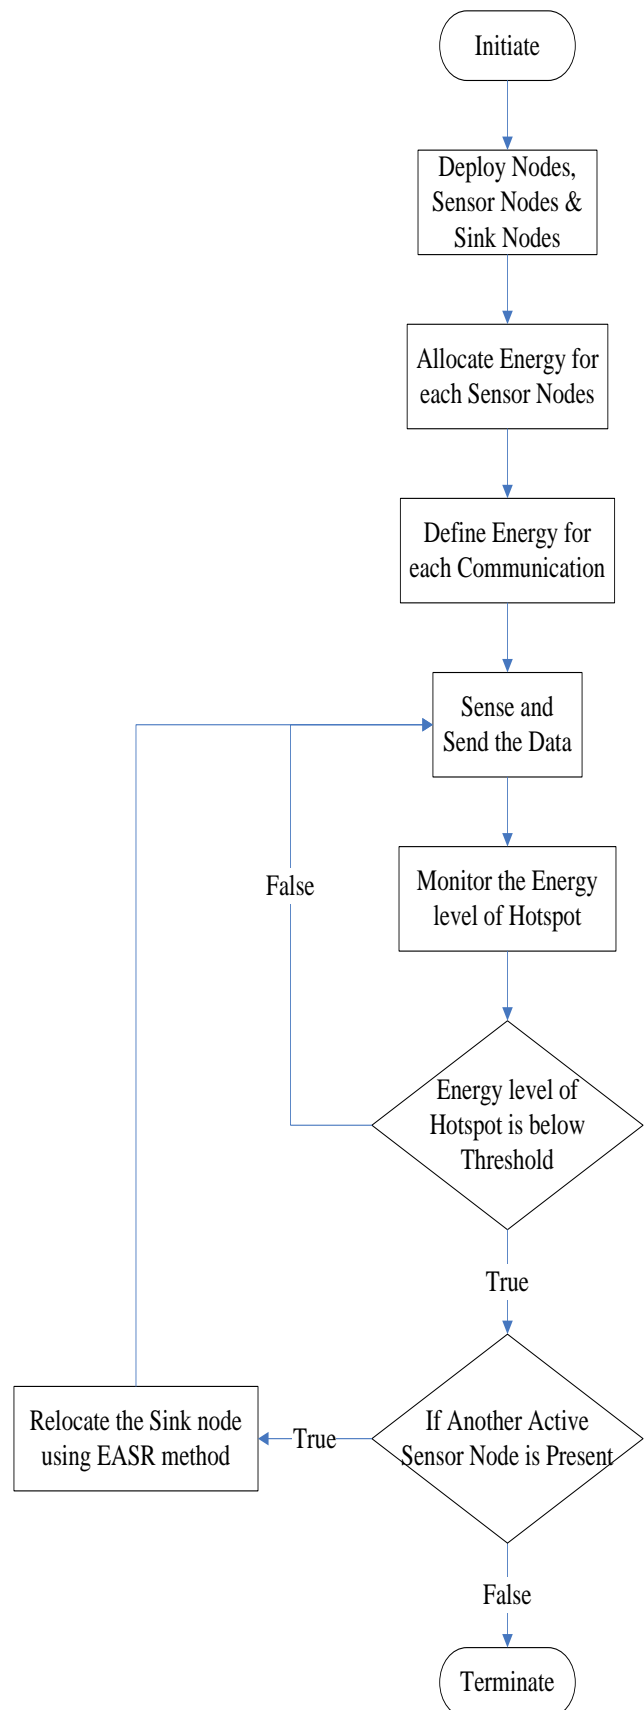 Initiate
Deploy Nodes,
Sensor Nodes &
Sink Nodes
Allocate Energy for
each Sensor Nodes
Define Energy for
each Communication
Sense and
Send the Data
False
Monitor the Energy
level of Hotspot
Energy level of
Hotspot is below
Threshold
True
Relocate the Sink node
using EASR method
True
If Another Active
Sensor Node is Present
False
Terminate